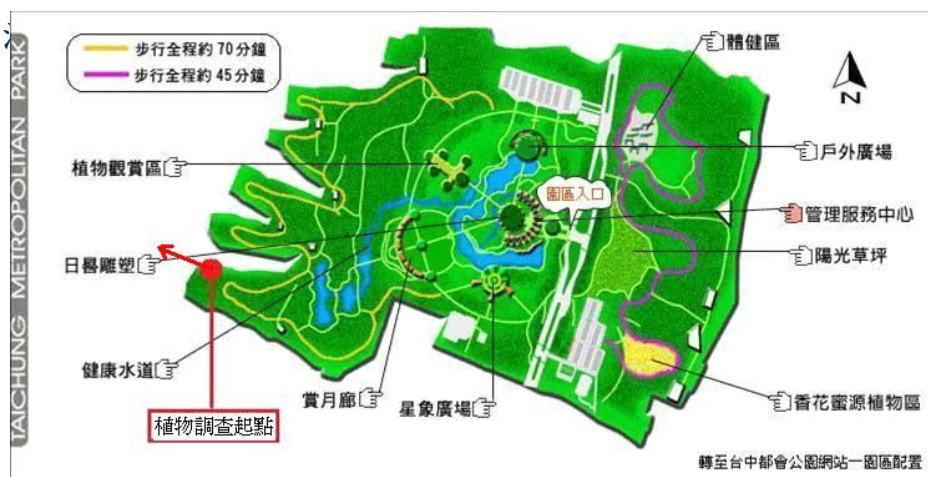 TAICHUNG METROPOLITAN PARK
步行全程約 70 分鐘
步行全程約 45 分鐘
體健區
N
植物觀賞區
戶外廣場
園區入口
管理服務中心
日晷雕塑
陽光草坪
健康水道
賞月廊
星象廣場
香花蜜源植物區
植物調查起點
轉至台中都會公園網站一園區配置